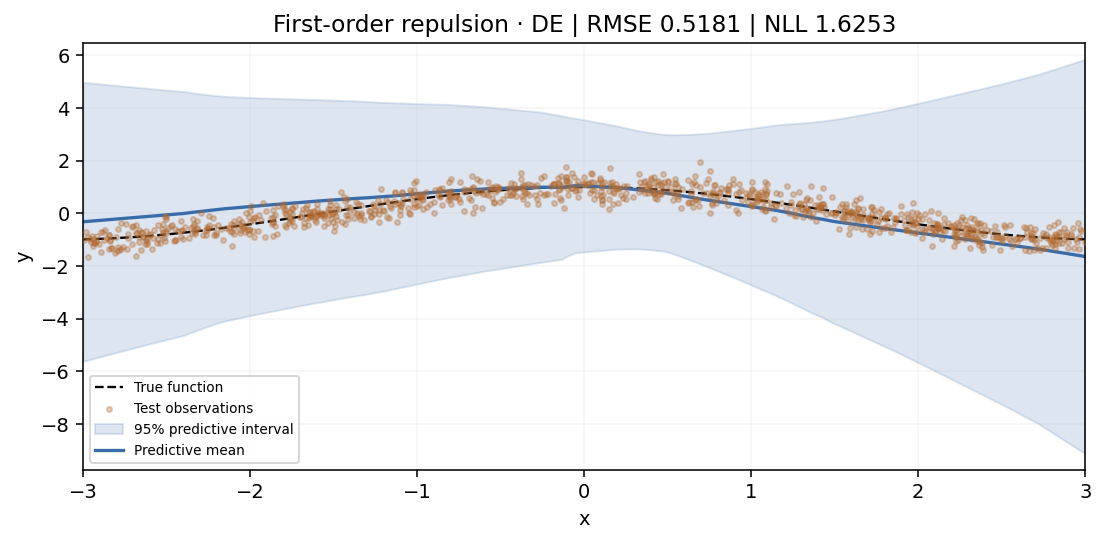 First-order repulsion · DE | RMSE 0.5181 | NLL 1.6253
6
4
2
0
−2
−4
−6
−8
y
True function
Test observations
95% predictive interval
Predictive mean
−3
−2
−1
0
1
2
3
x